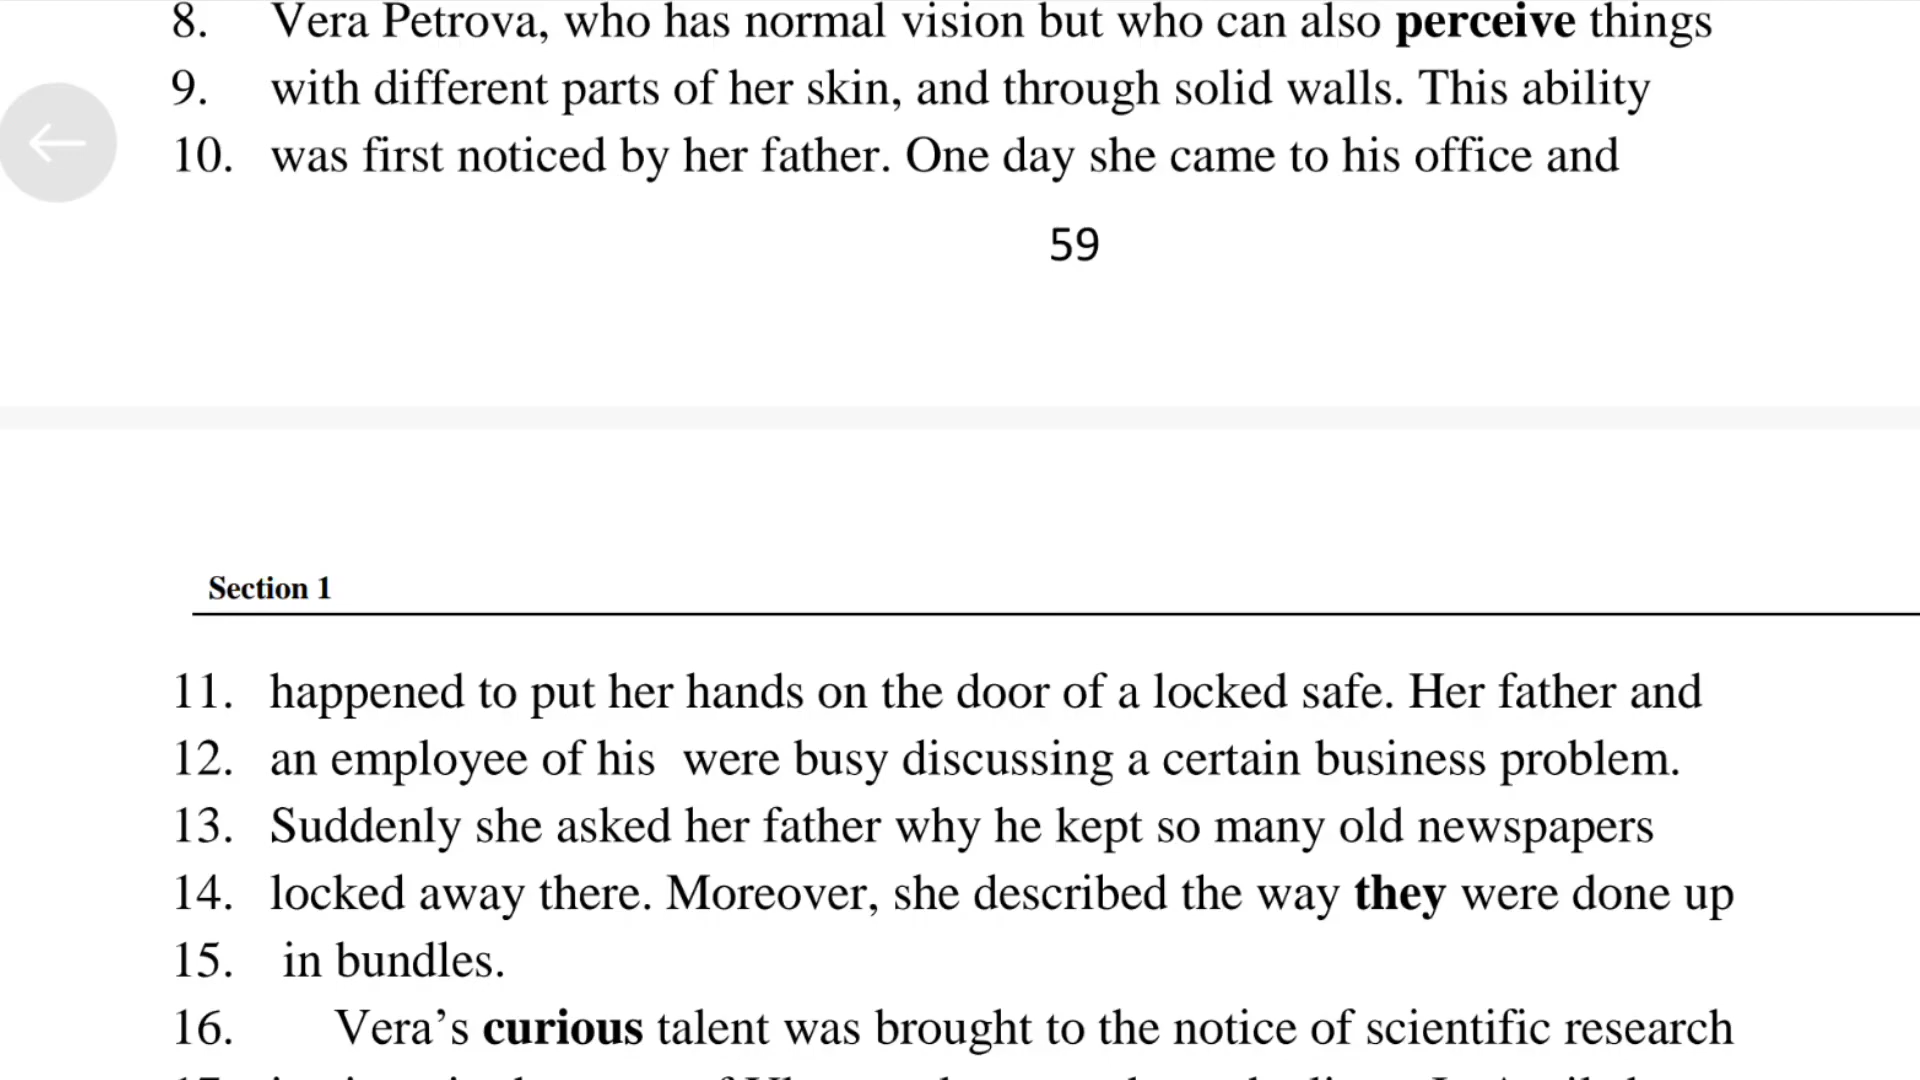 8. Vera Petrova, who has normal vision but who can also perceive things
9. with different parts of her skin, and through solid walls. This ability
10. was first noticed by her father. One day she came to his office and
59
Section 1
11. happened to put her hands on the door of a locked safe. Her father and
12. an employee of his  were busy discussing a certain business problem.
13. Suddenly she asked her father why he kept so many old newspapers
14. locked away there. Moreover, she described the way they were done up
15. in bundles.
16. Vera’s curious talent was brought to the notice of scientific research